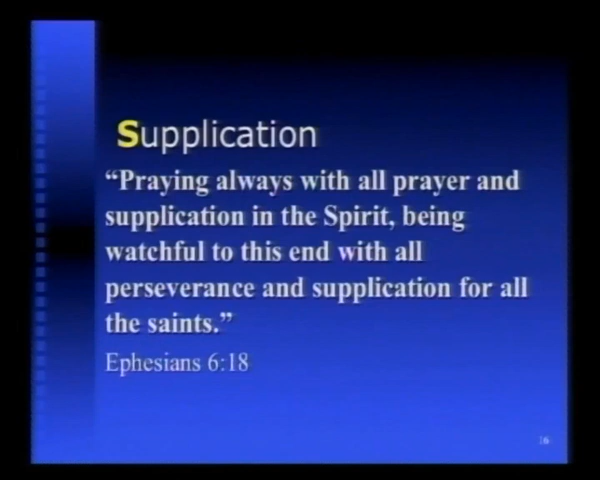 Supplication
“Praying always with all prayer and
supplication in the Spirit, being
watchful to this end with all
perseverance and supplication for all
the saints.”
Ephesians 6:18
16